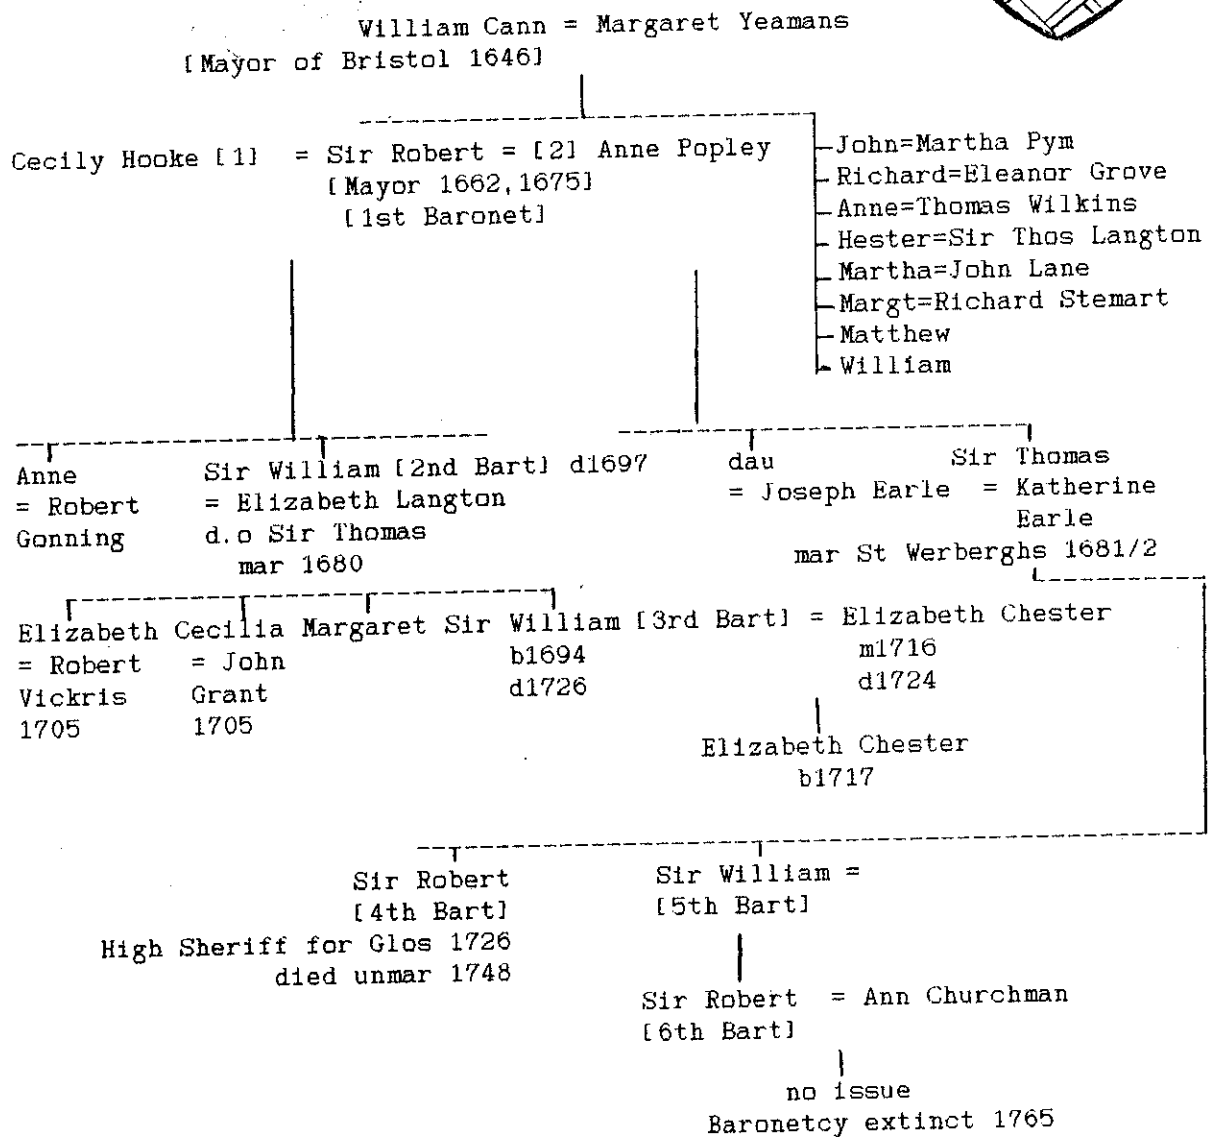 William Cann = Margaret Yeamans
[Mayor of Bristol 1646]
Cecily Hooke [1] = Sir Robert = [2] Anne Popley
[Mayor 1662,1675]
[1st Baronet]
John=Martha Pym
Richard=Eleanor Grove
Anne=Thomas Wilkins
Hester=Sir Thos Langton
Martha=John Lane
Margt=Richard Stemart
Matthew
William
Anne
= Robert
Gonning
Sir William [2nd Bart] d1697
= Elizabeth Langton
d.o Sir Thomas
mar 1680
dau
= Joseph Earle
Sir Thomas
= Katherine
Earle
mar St Werberghs 1681/2
Elizabeth Cecilia Margaret Sir William [3rd Bart] = Elizabeth Chester
= Robert
Vickris
1705
= John
Grant
1705
b1694
d1726
m1716
d1724
Elizabeth Chester
b1717
Sir Robert
[4th Bart]
High Sheriff for Glos 1726
died unmar 1748
Sir William =
[5th Bart]
Sir Robert = Ann Churchman
[6th Bart]
no issue
Baronetcy extinct 1765